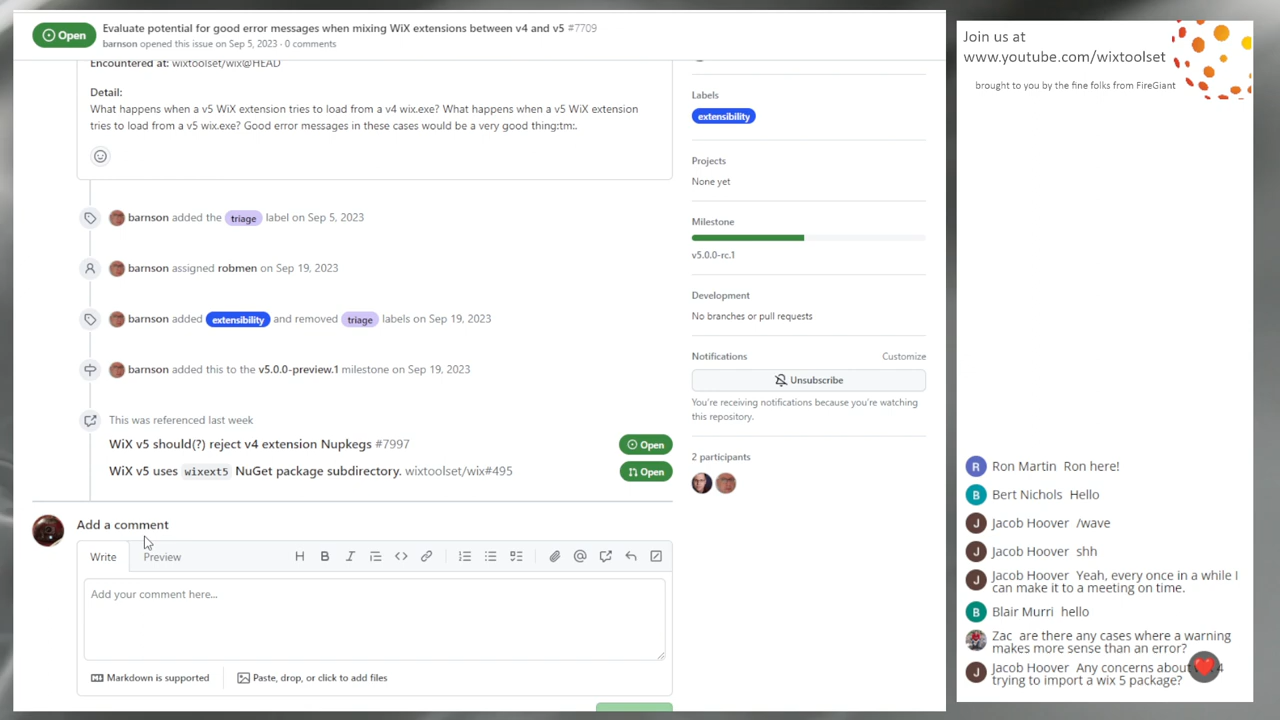 Open
Evaluate potential for good error messages when mixing WiX extensions between v4 and v5 #7709
barnson opened this issue on Sep 5, 2023 · 0 comments
Encountered at: wixtoolset/wix@HEAD
Detail:
What happens when a v5 WiX extension tries to load from a v4 wix.exe? What happens when a v5 WiX extension
tries to load from a v5 wix.exe? Good error messages in these cases would be a very good thing:tm:.
barnson added the triage label on Sep 5, 2023
barnson assigned robmen on Sep 19, 2023
barnson added extensibility and removed triage labels on Sep 19, 2023
barnson added this to the v5.0.0-preview.1 milestone on Sep 19, 2023
This was referenced last week
WiX v5 should(?) reject v4 extension Nupkegs #7997
Open
WiX v5 uses wixext5 NuGet package subdirectory. wixtoolset/wix#495
Open
Add a comment
Write
Preview
Add your comment here...
Markdown is supported
Paste, drop, or click to add files
Labels
extensibility
Projects
None yet
Milestone
v5.0.0-rc.1
Development
No branches or pull requests
Notifications
Customize
Unsubscribe
You're receiving notifications because you're watching
this repository.
2 participants
Join us at
www.youtube.com/wixtoolset
brought to you by the fine folks from FireGiant
R
Ron Martin Ron here!
B
Bert Nichols Hello
J
Jacob Hoover /wave
J
Jacob Hoover shh
J
Jacob Hoover Yeah, every once in a while I
can make it to a meeting on time.
B
Blair Murri hello
Zac are there any cases where a warning
makes more sense than an error?
J
Jacob Hoover Any concerns about 4
trying to import a wix 5 package?